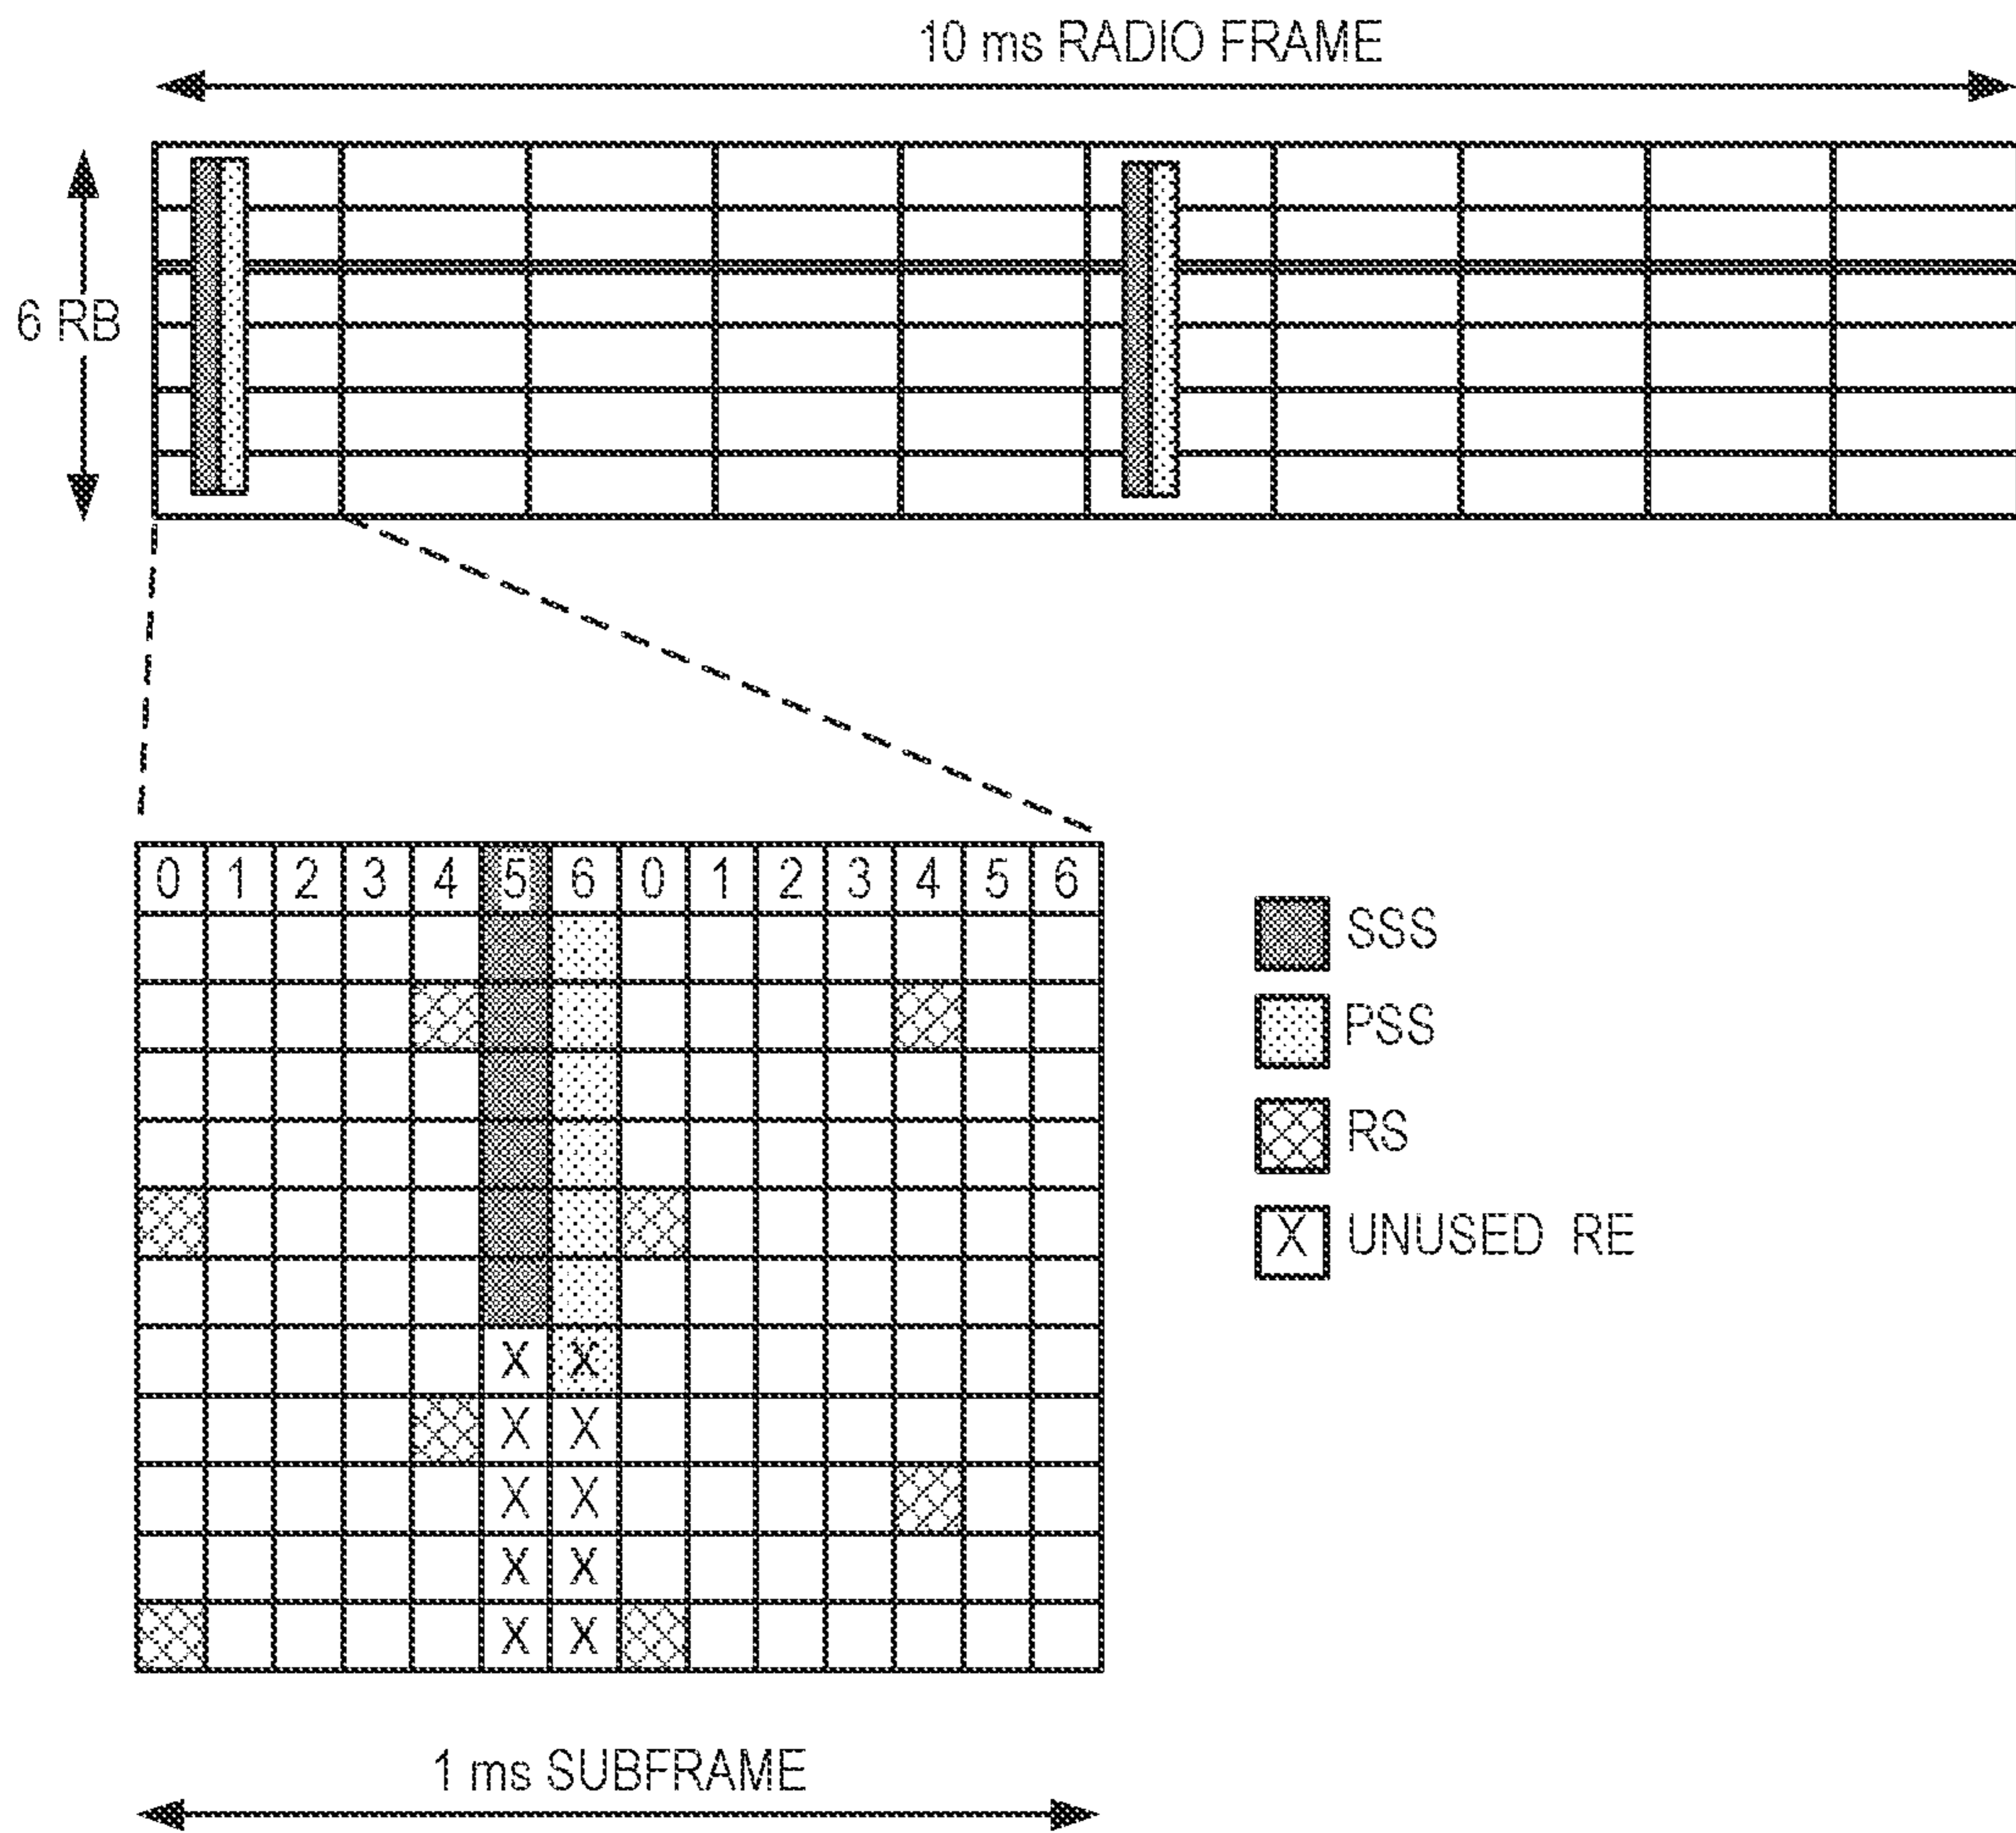 10 ms RADIO FRAME
6 RB
0 1 2 3 4 5 6 0 1 2 3 4 5 6
X X
X X
X X
X X
X X
SSS
PSS
RS
X UNUSED RE
1 ms SUBFRAME